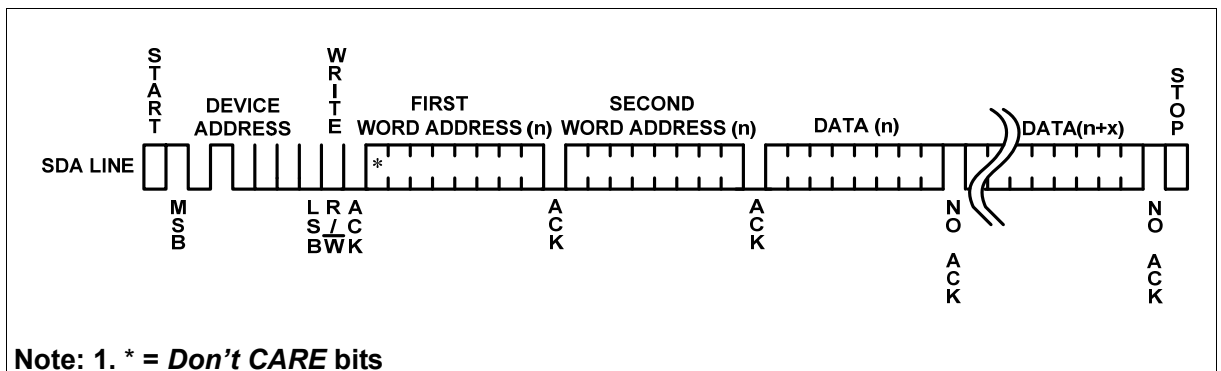 START
WRITE
STOP
DEVICE
ADDRESS
FIRST
WORD ADDRESS (n)
SECOND
WORD ADDRESS (n)
DATA (n)
DATA(n+x)
SDA LINE
*
MSB
LSB
R/W
ACK
ACK
ACK
NO ACK
NO ACK
Note: 1. * = Don't CARE bits